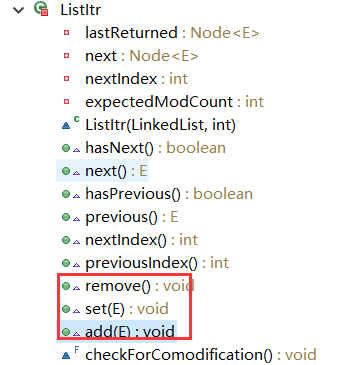 ListItr
lastReturned : Node<E>
next : Node<E>
nextIndex : int
expectedModCount : int
ListItr(LinkedList, int)
hasNext() : boolean
next() : E
hasPrevious() : boolean
previous() : E
nextIndex() : int
previousIndex() : int
remove() : void
set(E) : void
add(E) : void
checkForComodification() : void